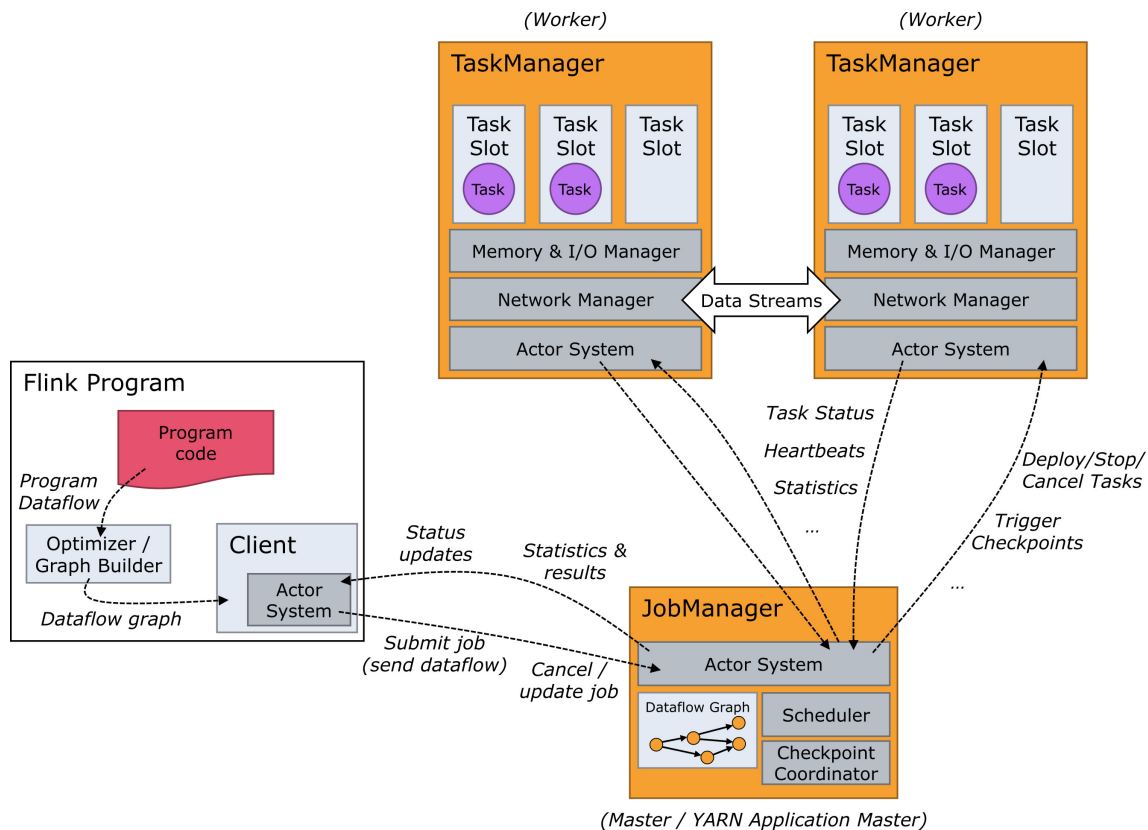 (Worker)
TaskManager
Task
Slot
Task
Task
Slot
Task
Task
Slot
Memory & I/O Manager
Network Manager
Actor System
(Worker)
TaskManager
Task
Slot
Task
Task
Slot
Task
Task
Slot
Memory & I/O Manager
Network Manager
Actor System
Data Streams
Flink Program
Program
code
Program
Dataflow
Optimizer /
Graph Builder
Dataflow graph
Client
Actor
System
Status
updates
Statistics &
results
Submit job
(send dataflow)
Cancel /
update job
Task Status
Heartbeats
Statistics
...
Deploy/Stop/
Cancel Tasks
Trigger
Checkpoints
...
JobManager
Actor System
Dataflow Graph
Scheduler
Checkpoint
Coordinator
(Master / YARN Application Master)